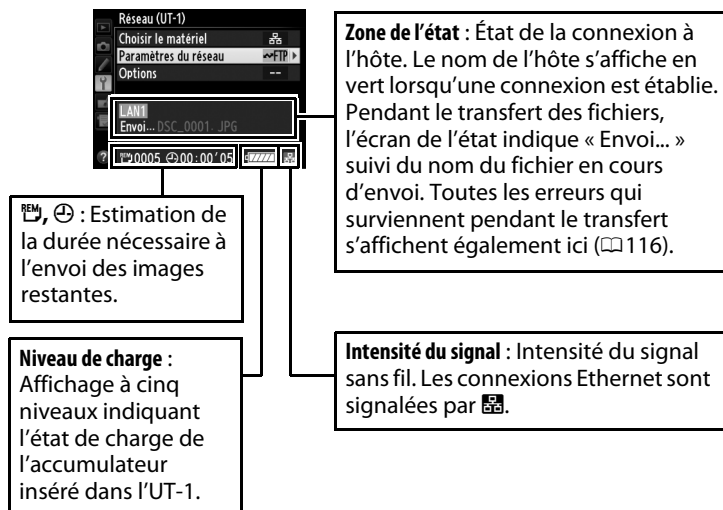 Réseau (UT-1)
Choisir le matériel
Paramètres du réseau FTP
Options --
LAN1
Envoi... DSC_0001. JPG
REM 0005 00:00'05
Zone de l'état : État de la connexion à
l'hôte. Le nom de l'hôte s'affiche en
vert lorsqu'une connexion est établie.
Pendant le transfert des fichiers,
l'écran de l'état indique « Envoi... »
suivi du nom du fichier en cours
d'envoi. Toutes les erreurs qui
surviennent pendant le transfert
s'affichent également ici (116).
REM, : Estimation de
la durée nécessaire à
l'envoi des images
restantes.
Niveau de charge :
Affichage à cinq
niveaux indiquant
l'état de charge de
l'accumulateur
inséré dans l'UT-1.
Intensité du signal : Intensité du signal
sans fil. Les connexions Ethernet sont
signalées par .